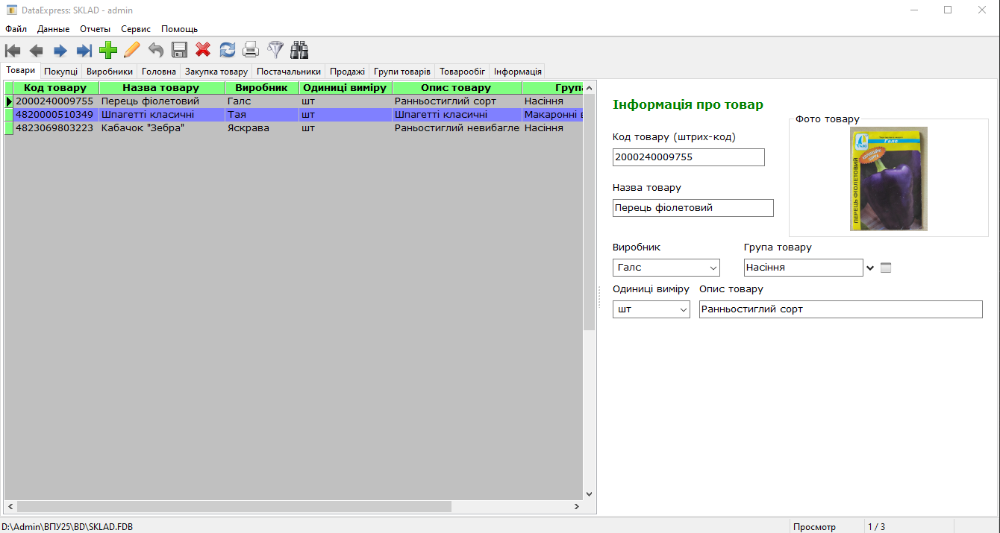 DataExpress: SKLAD - admin
Файл Данные Отчеты Сервис Помощь
Товари Покупці Виробники Головна Закупка товару Постачальники Продажі Групи товарів Товарообіг Інформація
Код товару Назва товару Виробник Одиниці виміру Опис товару Група
2000240009755 Перець фіолетовий Галс шт Ранньостиглий сорт Насіння
4820000510349 Шпагетті класичні Тая шт Шпагетті класичні Макаронні в
4823069803223 Кабачок "Зебра" Яскрава шт Раньостиглий невибагле Насіння
Інформація про товар
Фото товару
Код товару (штрих-код)
2000240009755
Назва товару
Перець фіолетовий
Галс
ПЕРЕЦЬ ФІОЛЕТОВИЙ
Виробник Група товару
Галс Насіння
Одиниці виміру Опис товару
шт Ранньостиглий сорт
D:\Admin\ВПУ25\BD\SKLAD.FDB Просмотр 1 / 3